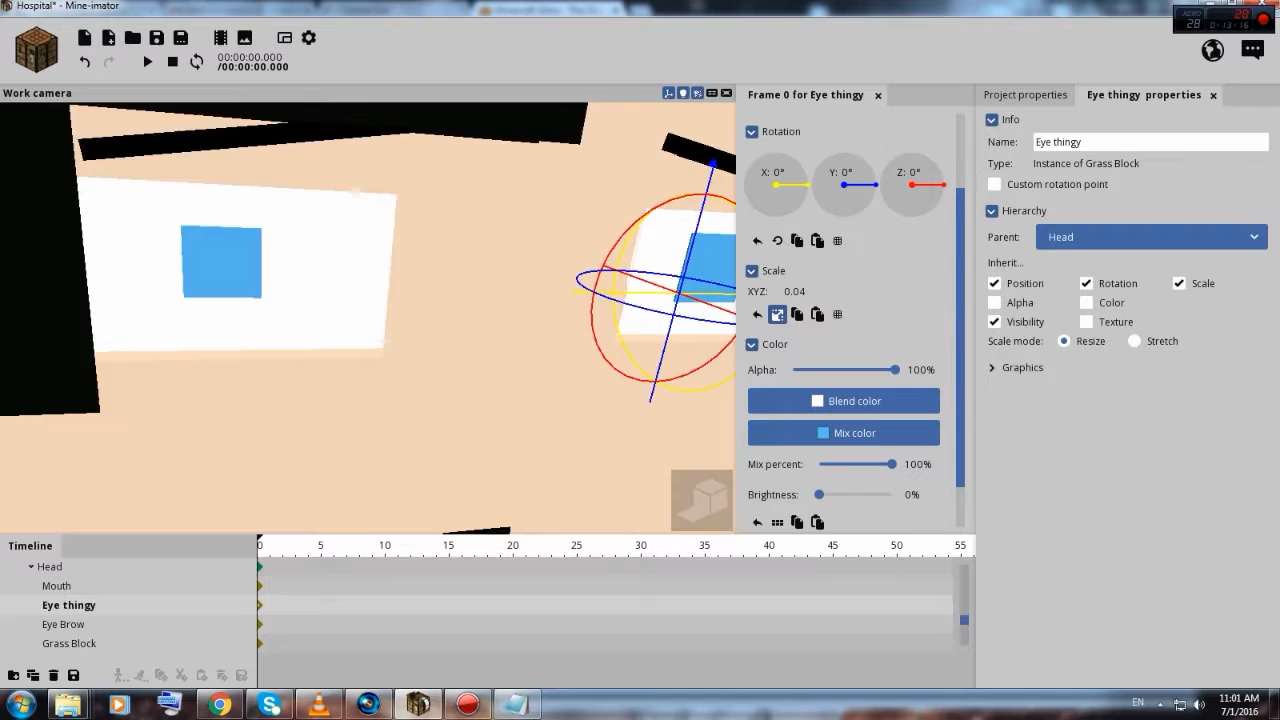 Hospital* - Mine-imator
28
28
0-13-16
00:00:00.000
/00:00:00.000
Work camera
Frame 0 for Eye thingy
Rotation
X: 0° Y: 0° Z: 0°
Scale
XYZ: 0.04
Color
Alpha: 100%
Blend color
Mix color
Mix percent: 100%
Brightness: 0%
Project properties Eye thingy properties
Info
Name: Eye thingy
Type: Instance of Grass Block
Custom rotation point
Hierarchy
Parent: Head
Inherit...
Position Rotation Scale
Alpha Color
Visibility Texture
Scale mode: Resize Stretch
Graphics
Timeline
0 5 10 15 20 25 30 35 40 45 50 55
Head
Mouth
Eye thingy
Eye Brow
Grass Block
EN
11:01 AM
7/1/2016